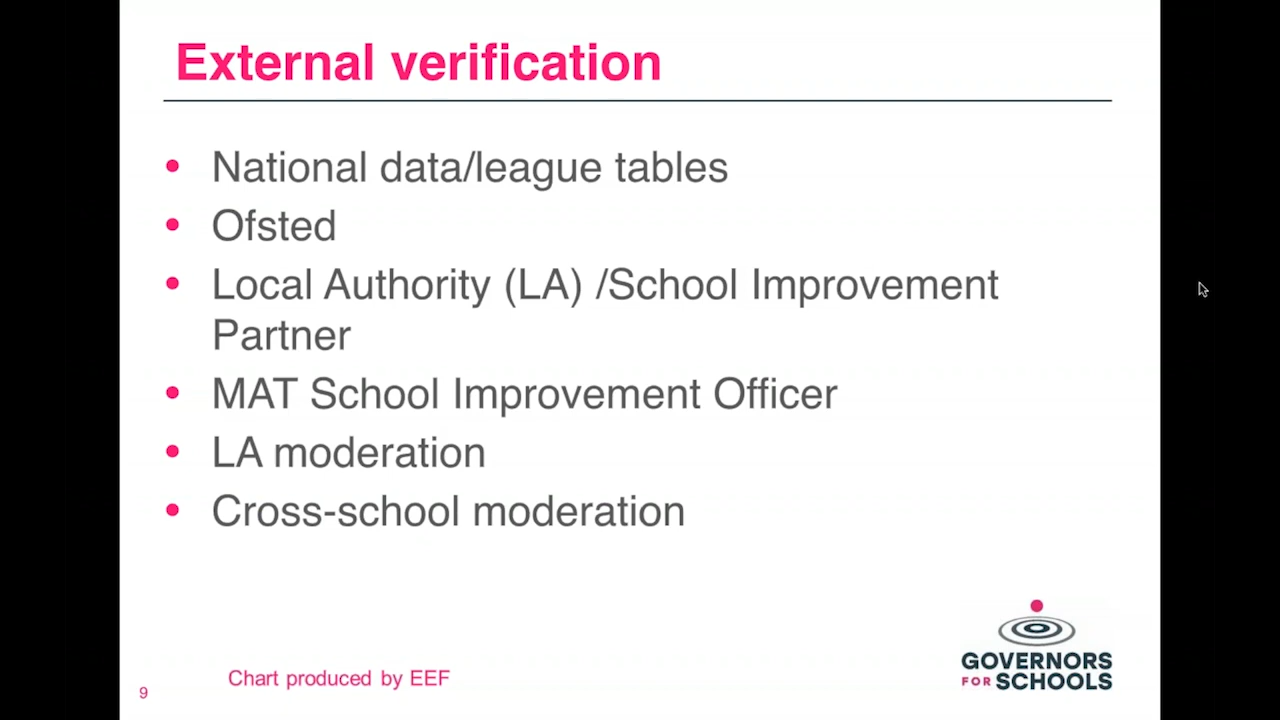 External verification
• National data/league tables
• Ofsted
• Local Authority (LA) /School Improvement
Partner
• MAT School Improvement Officer
• LA moderation
• Cross-school moderation
Chart produced by EEF
9
GOVERNORS
FOR SCHOOLS